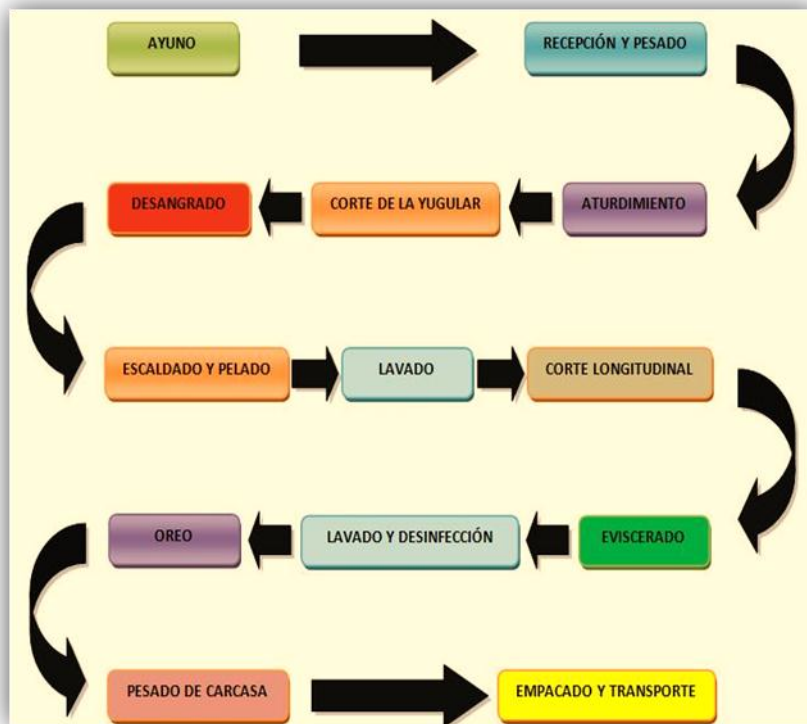 AYUNO
RECEPCIÓN Y PESADO
DESANGRADO
CORTE DE LA YUGULAR
ATURDIMIENTO
ESCALDADO Y PELADO
LAVADO
CORTE LONGITUDINAL
OREO
LAVADO Y DESINFECCIÓN
EVISCERADO
PESADO DE CARCASA
EMPACADO Y TRANSPORTE